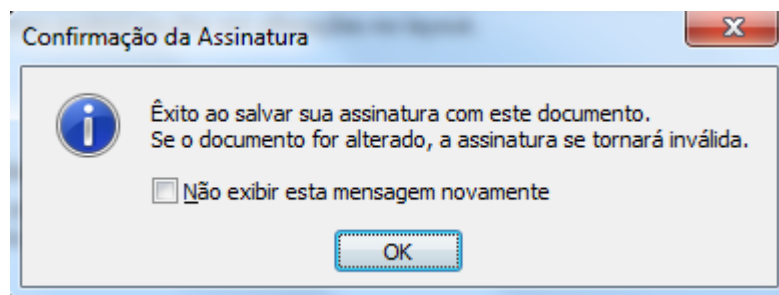 Confirmação da Assinatura
Êxito ao salvar sua assinatura com este documento.
Se o documento for alterado, a assinatura se tornará inválida.
Não exibir esta mensagem novamente
OK